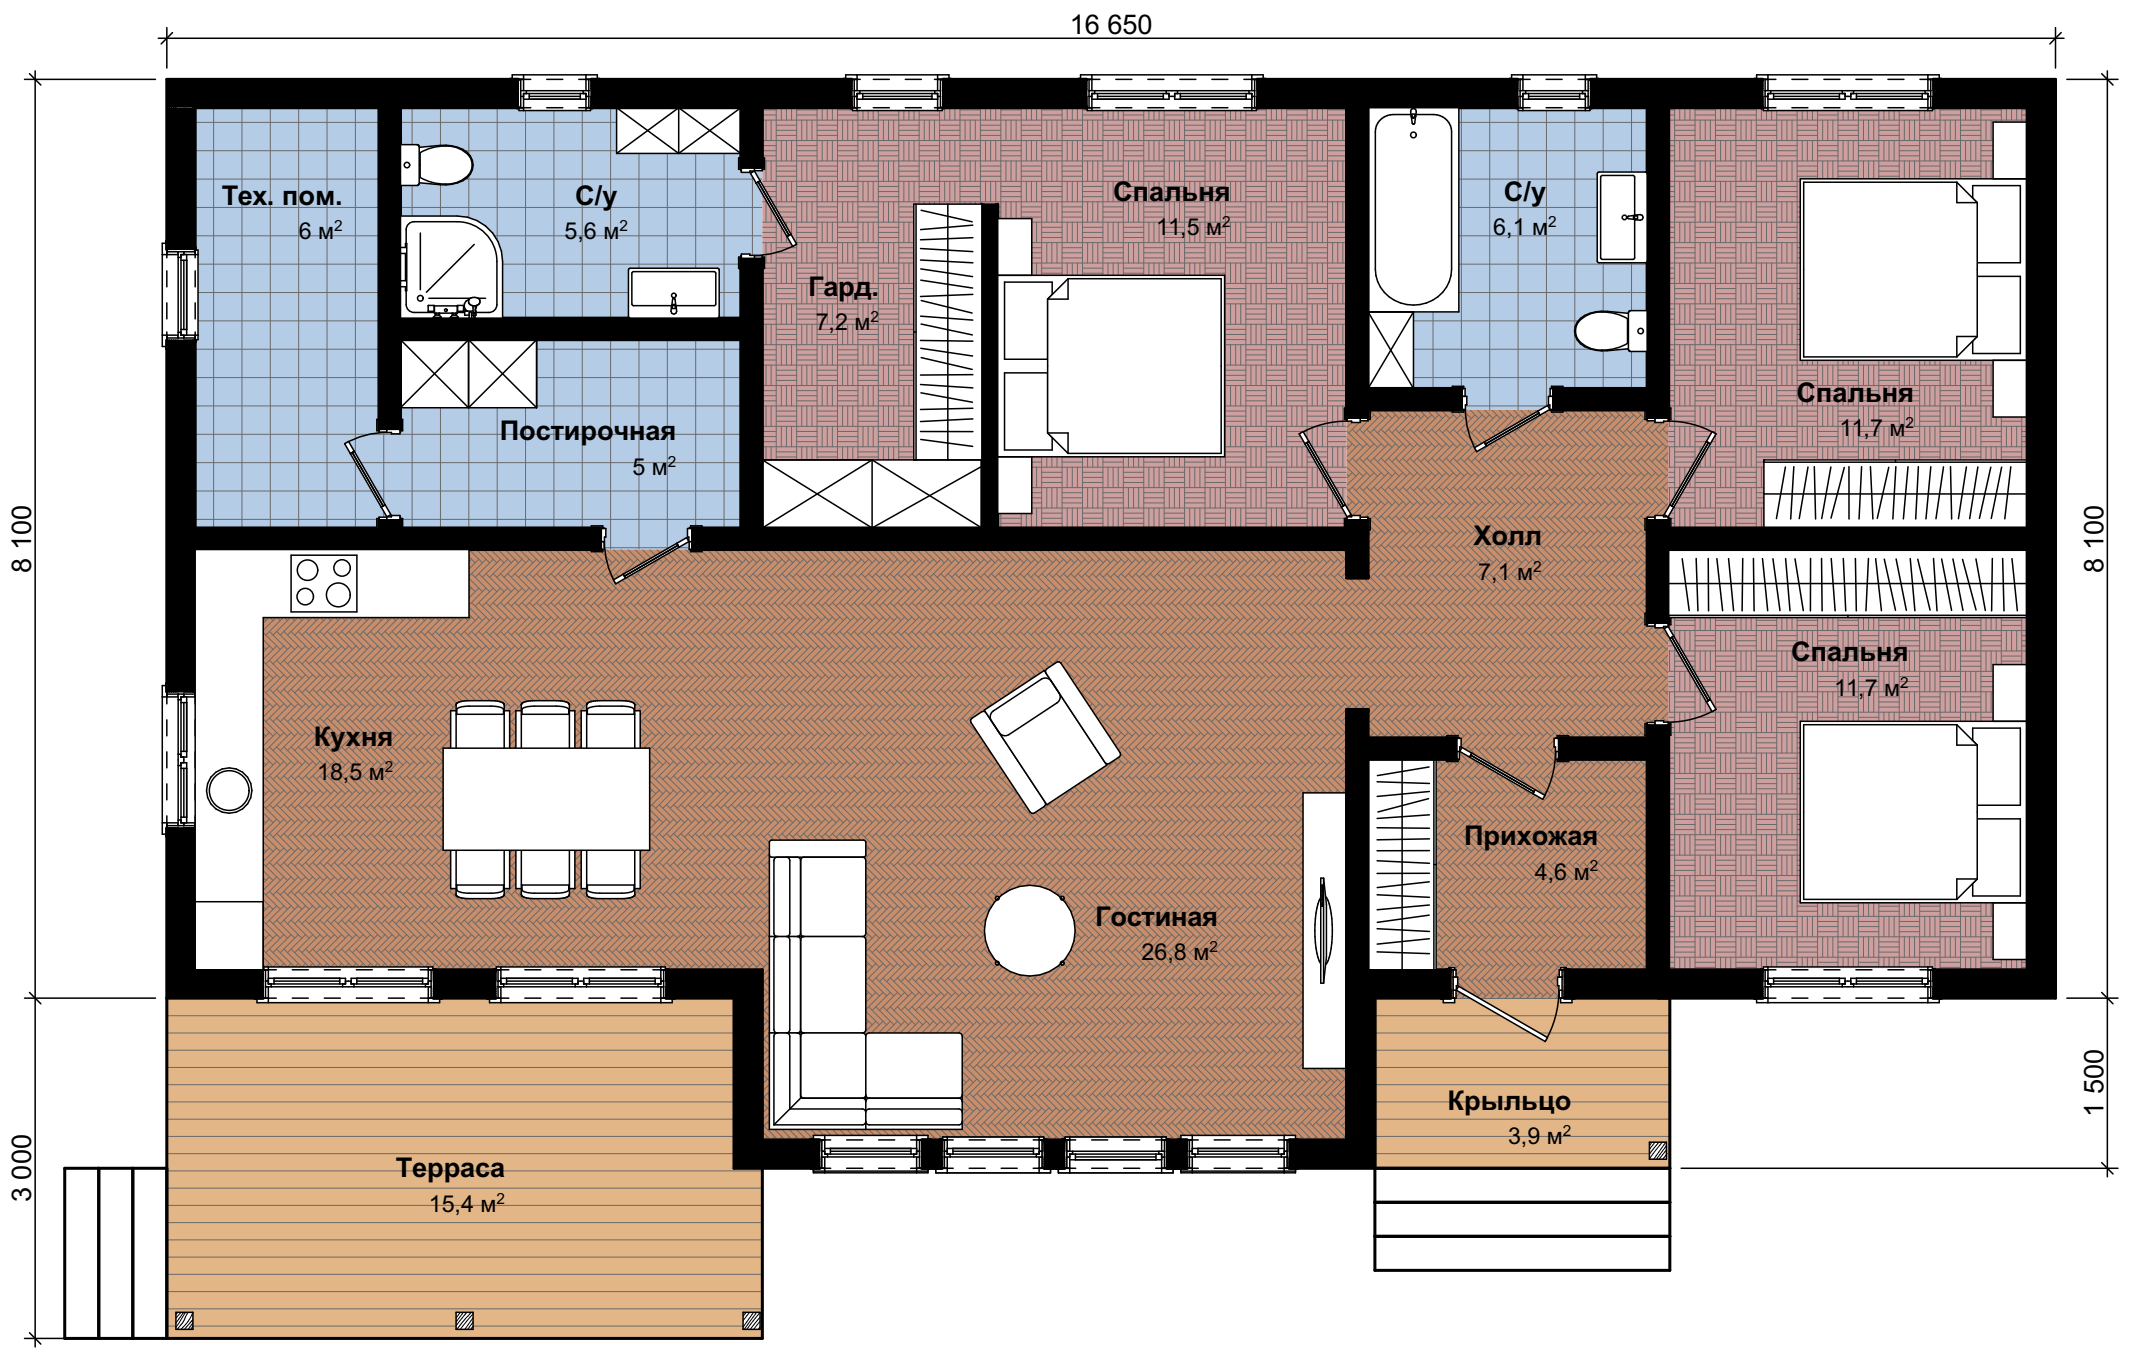 16 650
Тех. пом.
6 м²
С/у
5,6 м²
Спальня
11,5 м²
С/у
6,1 м²
Гард.
7,2 м²
Спальня
11,7 м²
Постирочная
5 м²
8 100
Холл
7,1 м²
8 100
Спальня
11,7 м²
Кухня
18,5 м²
Прихожая
4,6 м²
Гостиная
26,8 м²
1 500
Крыльцо
3,9 м²
3 000
Терраса
15,4 м²